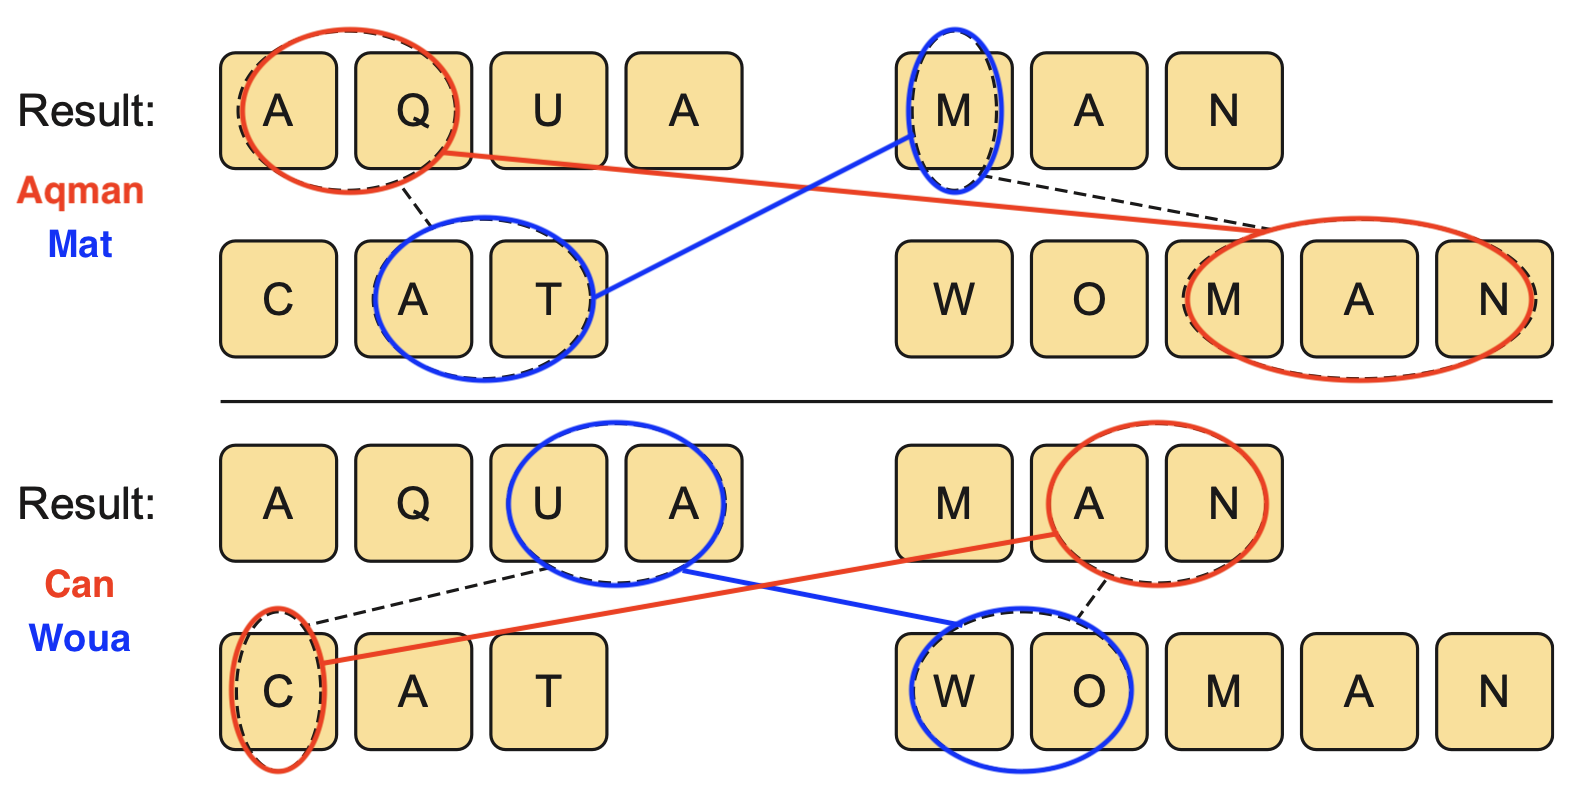 Result: A Q U A M A N
Aqman
Mat
C A T W O M A N
Result: A Q U A M A N
Can
Woua
C A T W O M A N